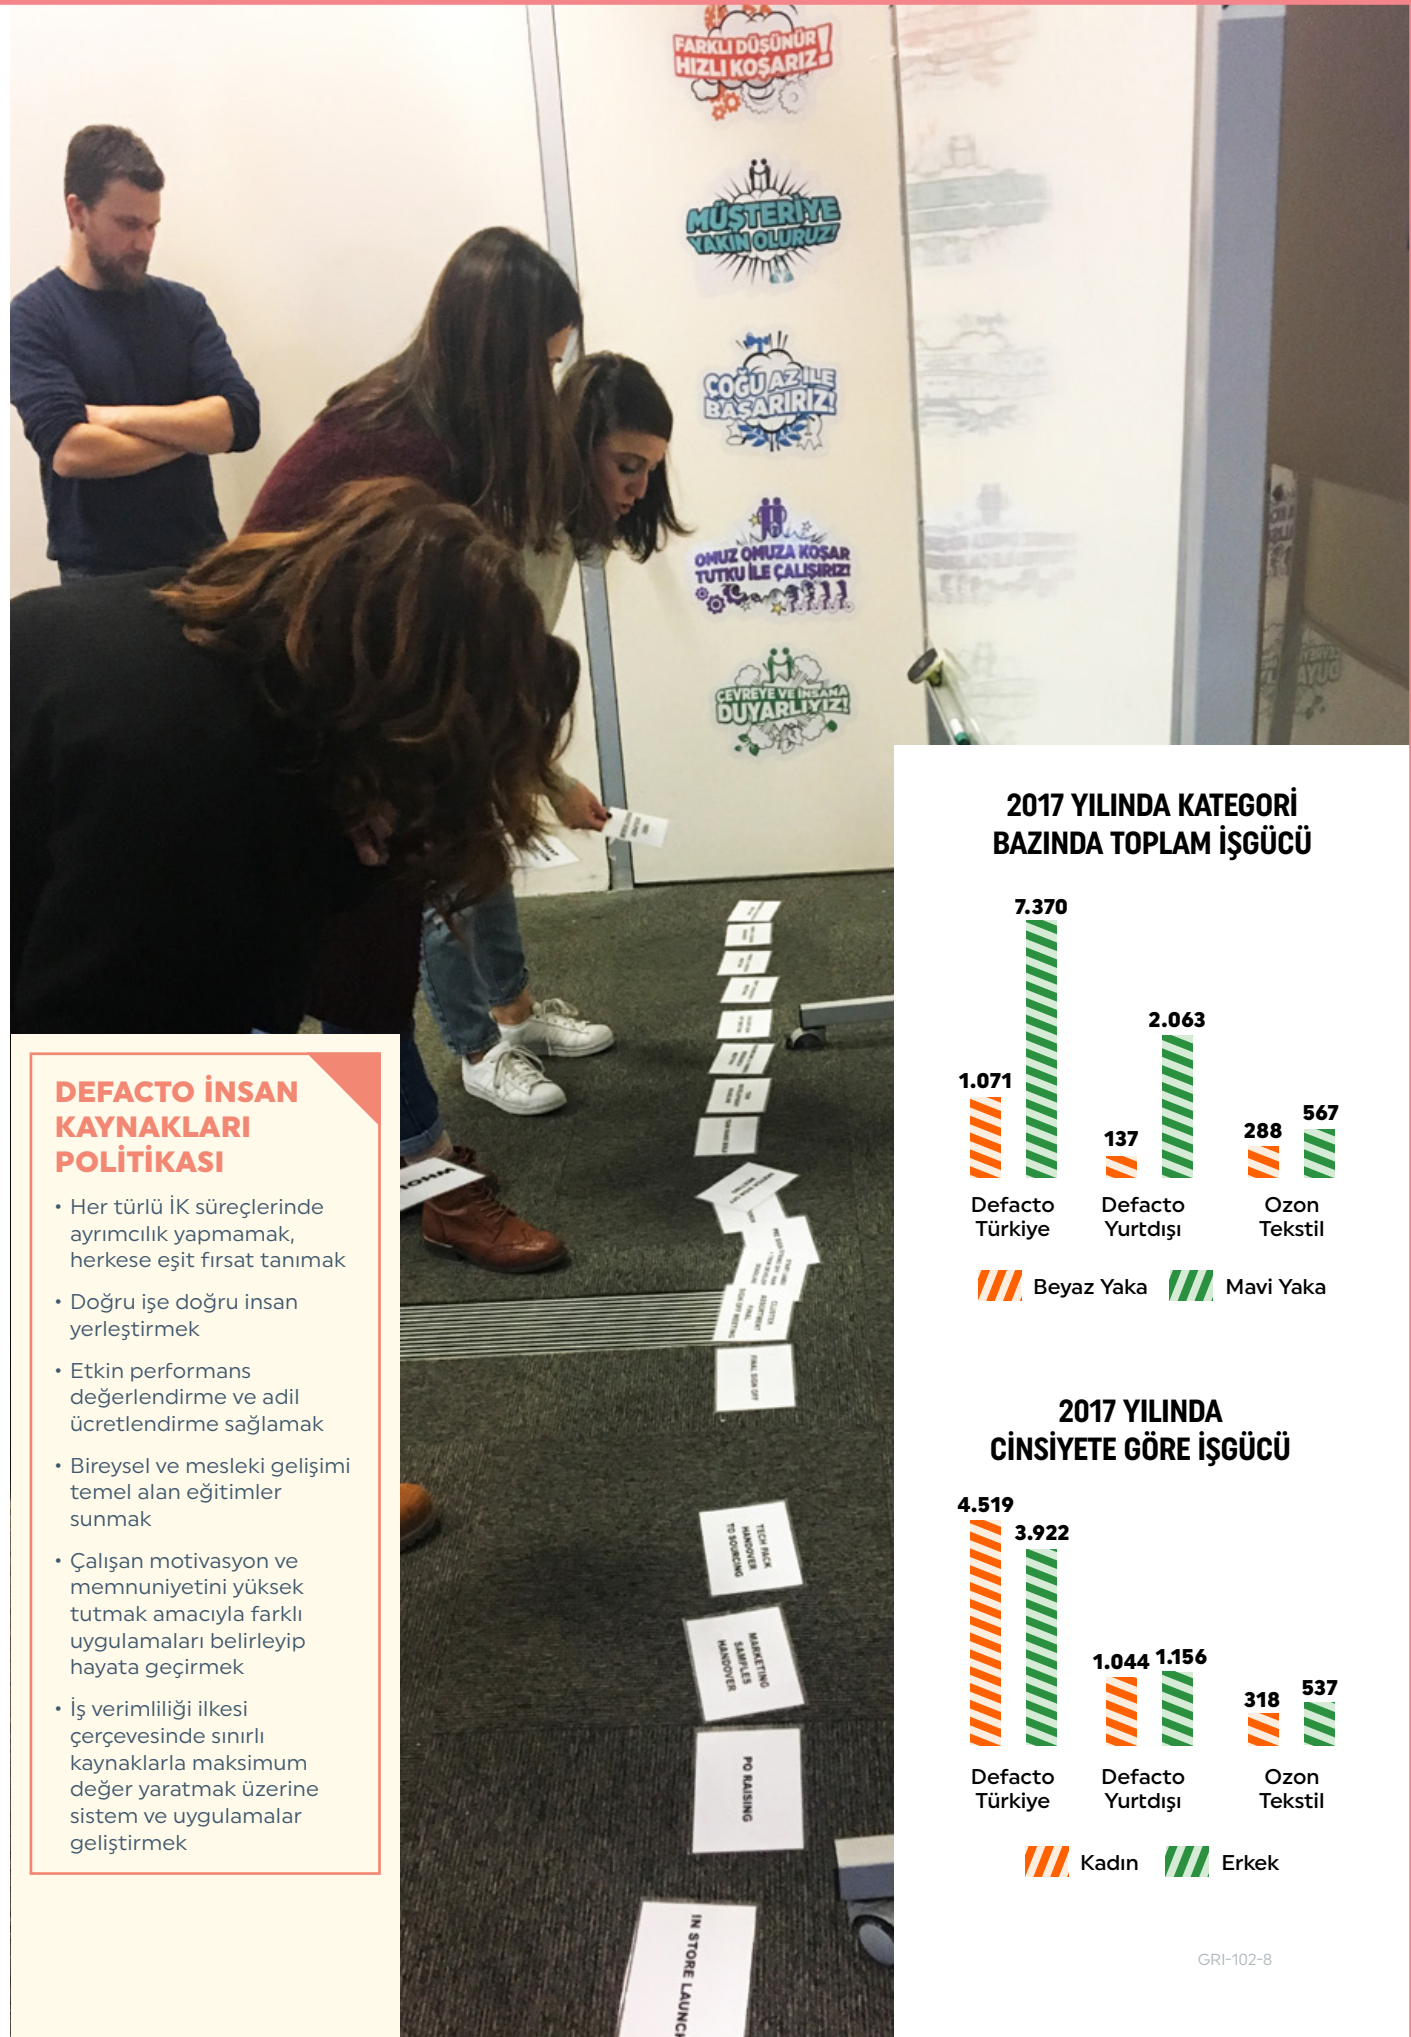 FARKLI DÜŞÜNÜR
HIZLI KOŞARIZ!
MÜŞTERİYE
YAKIN OLURUZ!
ÇOĞU AZ İLE
BAŞARIRIZ!
OMUZ OMUZA KOŞAR
TUTKU İLE ÇALIŞIRIZ!
ÇEVREYE VE İNSANA
DUYARLIYIZ!
DEFACTO İNSAN
KAYNAKLARI
POLİTİKASI
• Her türlü İK süreçlerinde
ayrımcılık yapmamak,
herkese eşit fırsat tanımak
• Doğru işe doğru insan
yerleştirmek
• Etkin performans
değerlendirme ve adil
ücretlendirme sağlamak
• Bireysel ve mesleki gelişimi
temel alan eğitimler
sunmak
• Çalışan motivasyon ve
memnuniyetini yüksek
tutmak amacıyla farklı
uygulamaları belirleyip
hayata geçirmek
• İş verimliliği ilkesi
çerçevesinde sınırlı
kaynaklarla maksimum
değer yaratmak üzerine
sistem ve uygulamalar
geliştirmek
CLUSTER
ASSORTMENT
FINAL
SIGN OFF MEETING
FINAL SIGN OFF
TECH PACK
HANDOVER
TO SOURCING
MARKETING
SAMPLES
HANDOVER
PO RAISING
IN STORE LAUNCH
2017 YILINDA KATEGORİ
BAZINDA TOPLAM İŞGÜCÜ
7.370
2.063
1.071
137
288
567
Defacto
Türkiye
Defacto
Yurtdışı
Ozon
Tekstil
Beyaz Yaka
Mavi Yaka
2017 YILINDA
CİNSİYETE GÖRE İŞGÜCÜ
4.519
3.922
1.044
1.156
318
537
Defacto
Türkiye
Defacto
Yurtdışı
Ozon
Tekstil
Kadın
Erkek
GRI-102-8